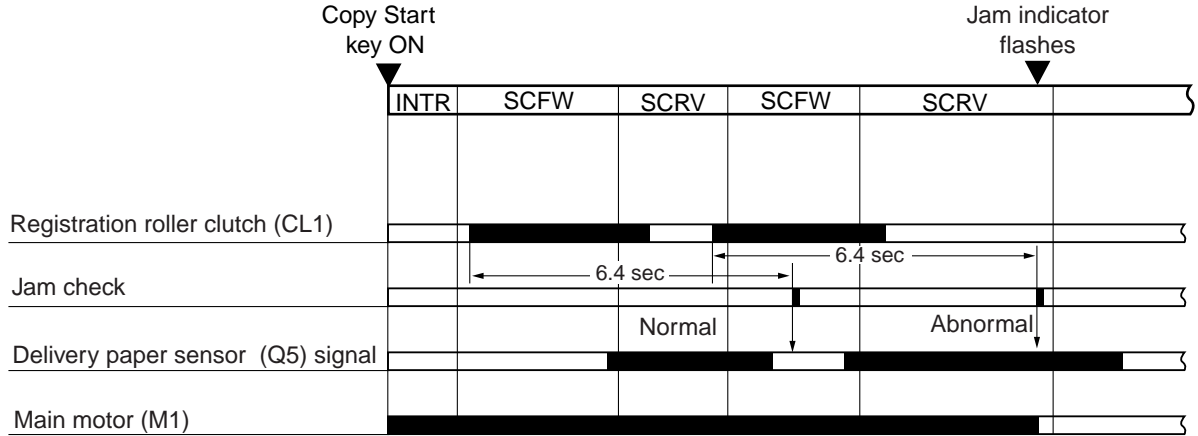 Copy Start
key ON
Jam indicator
flashes
INTR SCFW SCRV SCFW SCRV
Registration roller clutch (CL1)
6.4 sec
6.4 sec
Jam check
Normal
Abnormal
Delivery paper sensor (Q5) signal
Main motor (M1)